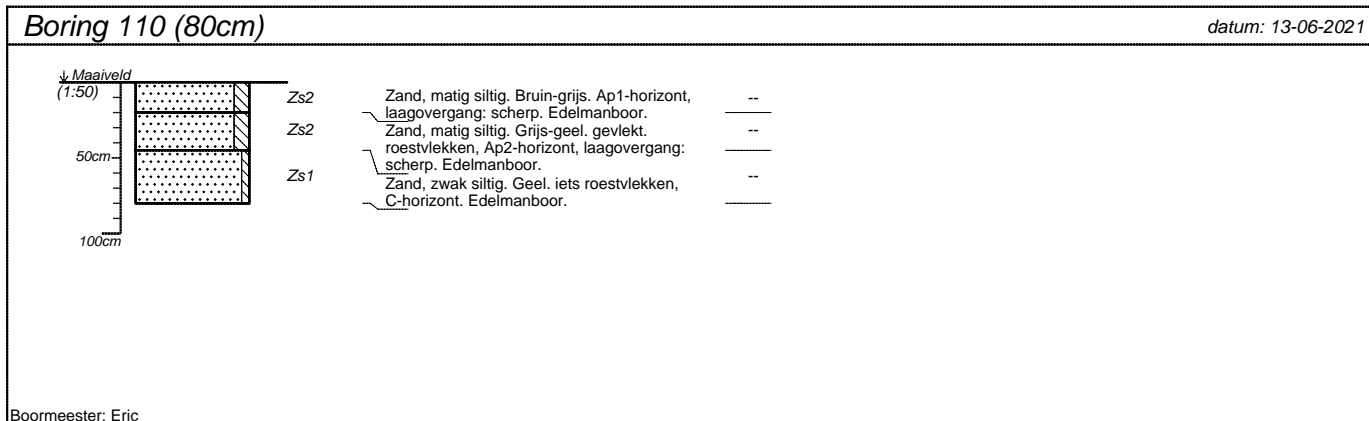 Boring 110 (80cm)
datum: 13-06-2021
Maaiveld
(1:50)
Zs2
Zand, matig siltig. Bruin-grijs. Ap1-horizont,
laagovergang: scherp. Edelmanboor.
--
Zs2
Zand, matig siltig. Grijs-geel. gevlekt.
roestvlekken, Ap2-horizont, laagovergang:
scherp. Edelmanboor.
--
50cm
Zs1
Zand, zwak siltig. Geel. iets roestvlekken,
C-horizont. Edelmanboor.
--
100cm
Boormeester: Eric